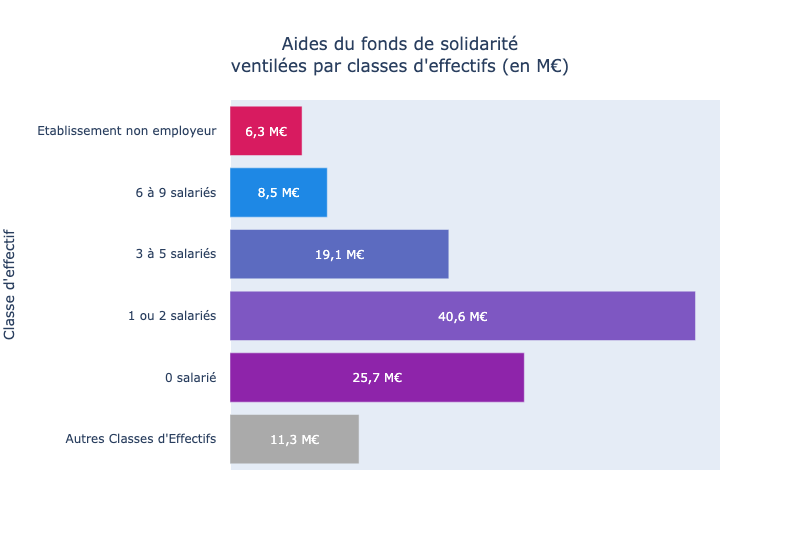 Aides du fonds de solidarité
ventilées par classes d'effectifs (en M€)
Classe d'effectif
Etablissement non employeur
6,3 M€
6 à 9 salariés
8,5 M€
3 à 5 salariés
19,1 M€
1 ou 2 salariés
40,6 M€
0 salarié
25,7 M€
Autres Classes d'Effectifs
11,3 M€